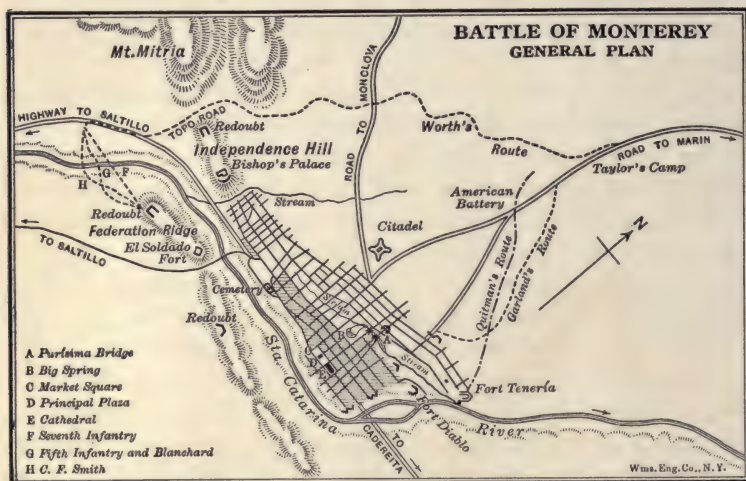 BATTLE OF MONTEREY
GENERAL PLAN
Mt. Mitria
HIGHWAY TO SALTILLO
TOPO ROAD
Redoubt
Independence Hill
Bishop's Palace
ROAD TO MONCLOVA
Worth's
Route
ROAD TO MARIN
Taylor's Camp
American
Battery
H G F
Redoubt
Federation Ridge
El Soldado
Fort
TO SALTILLO
Stream
Citadel
Quitman's Route
Garland's Route
N
Cemetery
Stream
Redoubt
B
A
Stream
C
D
E
Sta. Catarina
River
Fort Tenería
Fort Diablo
TO
CADEREITA
A Purísima Bridge
B Big Spring
C Market Square
D Principal Plaza
E Cathedral
F Seventh Infantry
G Fifth Infantry and Blanchard
H C. F. Smith
Wms. Eng. Co., N.Y.